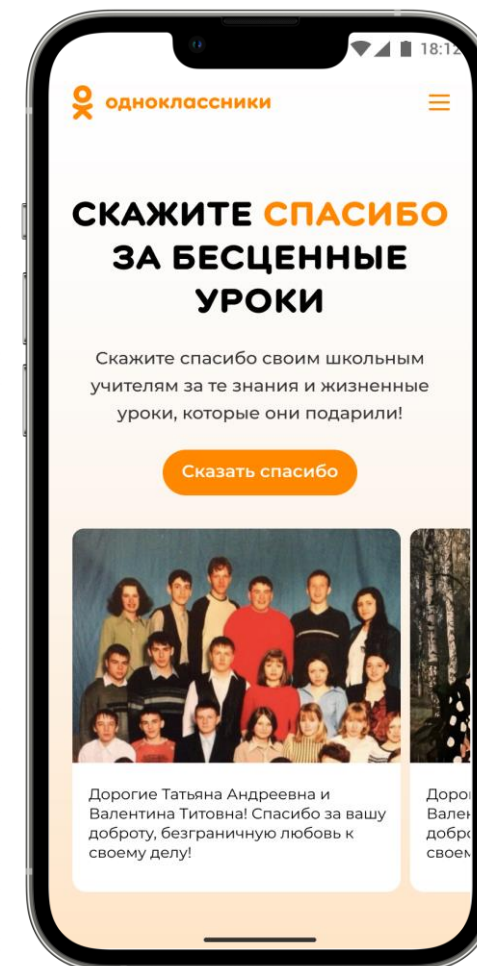 18:12
одноклассники
СКАЖИТЕ СПАСИБО
ЗА БЕСЦЕННЫЕ
УРОКИ
Скажите спасибо своим школьным
учителям за те знания и жизненные
уроки, которые они подарили!
Сказать спасибо
Дорогие Татьяна Андреевна и
Валентина Титовна! Спасибо за вашу
доброту, безграничную любовь к
своему делу!